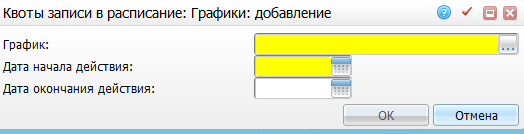 Квоты записи в расписание: Графики: добавление
График:
...
Дата начала действия:
Дата окончания действия:
ОК Отмена